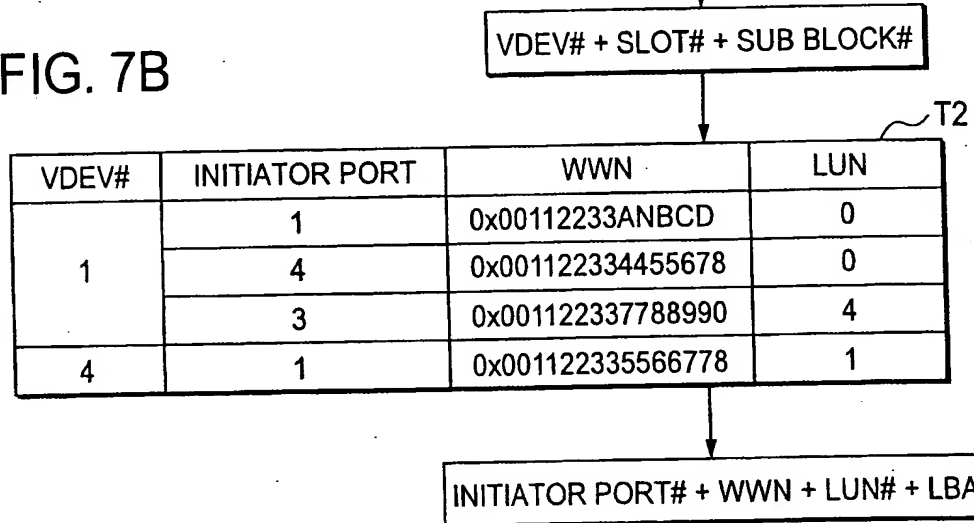 VDEV# + SLOT# + SUB BLOCK#
FIG. 7B
T2
VDEV# INITIATOR PORT WWN LUN
1 0x00112233ANBCD 0
1 4 0x001122334455678 0
3 0x001122337788990 4
4 1 0x001122335566778 1
INITIATOR PORT# + WWN + LUN# + LBA